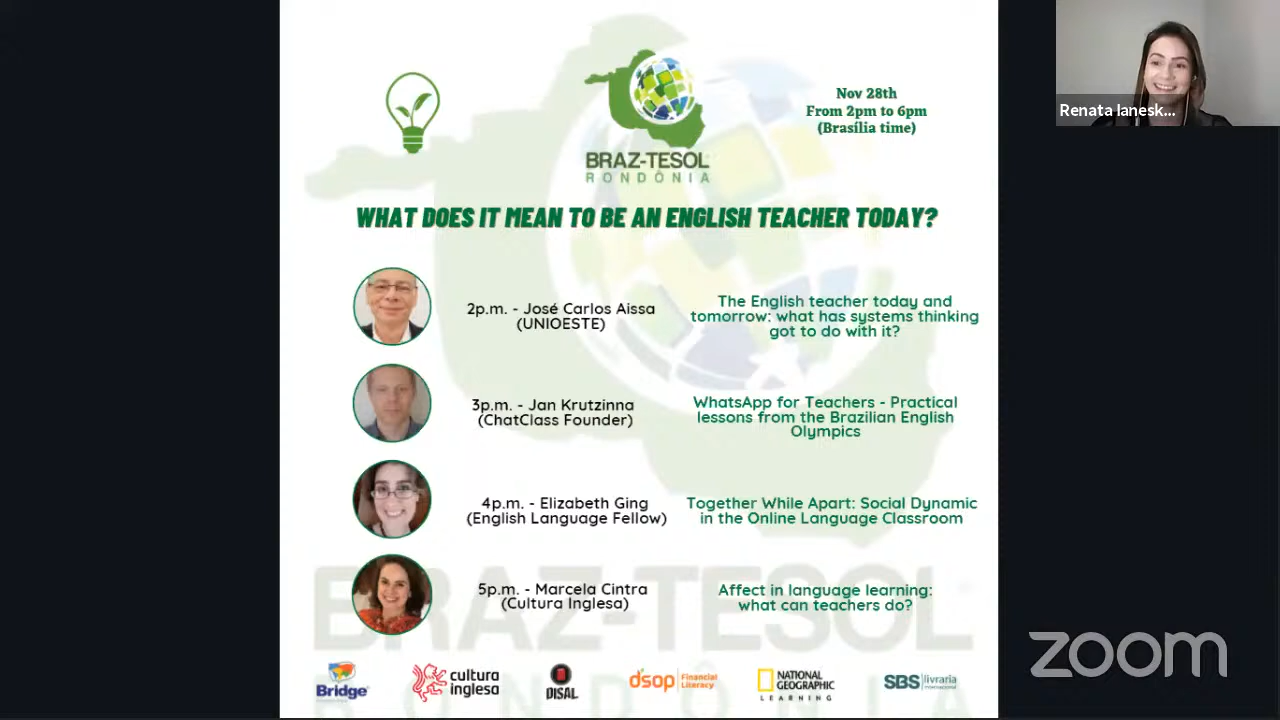 Nov 28th
From 2pm to 6pm
(Brasília time)
Renata Ianesk...
BRAZ-TESOL
RONDÔNIA
WHAT DOES IT MEAN TO BE AN ENGLISH TEACHER TODAY?
2p.m. - José Carlos Aissa
(UNIOESTE)
The English teacher today and
tomorrow: what has systems thinking
got to do with it?
3p.m. - Jan Krutzinna
(ChatClass Founder)
WhatsApp for Teachers - Practical
lessons from the Brazilian English
Olympics
4p.m. - Elizabeth Ging
(English Language Fellow)
Together While Apart: Social Dynamic
in the Online Language Classroom
5p.m. - Marcela Cintra
(Cultura Inglesa)
Affect in language learning:
what can teachers do?
BRAZ-TESOL
RONDÔNIA
Bridge
cultura
inglesa
DISAL
dsop Financial
Literacy
NATIONAL
GEOGRAPHIC
LEARNING
SBS livraria
internacional
zoom